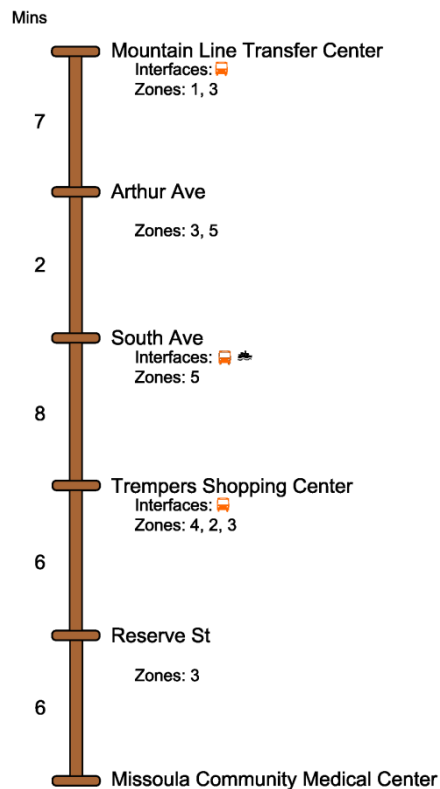 Mins
Mountain Line Transfer Center
Interfaces:
Zones: 1, 3
7
Arthur Ave
Zones: 3, 5
2
South Ave
Interfaces:
Zones: 5
8
Trempers Shopping Center
Interfaces:
Zones: 4, 2, 3
6
Reserve St
Zones: 3
6
Missoula Community Medical Center